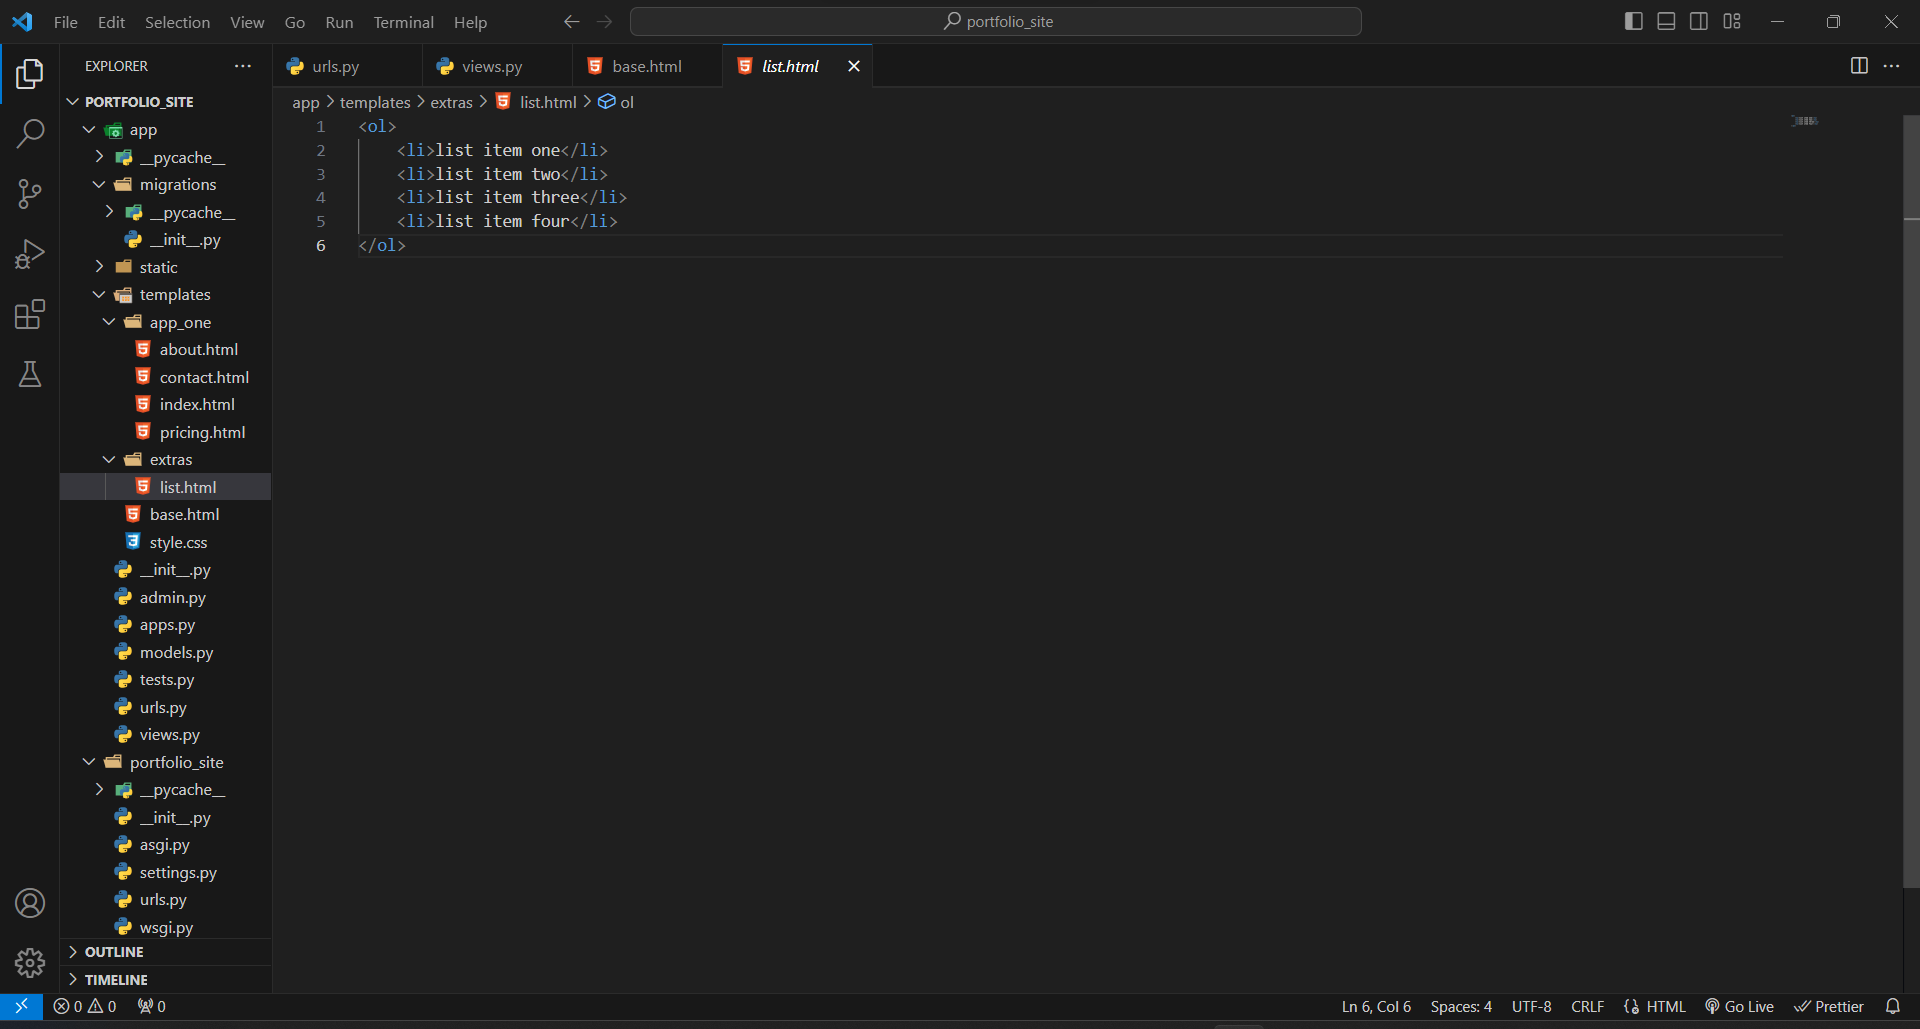 File Edit Selection View Go Run Terminal Help
portfolio_site
EXPLORER
urls.py
views.py
base.html
list.html
PORTFOLIO_SITE
app
__pycache__
migrations
__pycache__
__init__.py
static
templates
app_one
about.html
contact.html
index.html
pricing.html
extras
list.html
base.html
style.css
__init__.py
admin.py
apps.py
models.py
tests.py
urls.py
views.py
portfolio_site
__pycache__
__init__.py
asgi.py
settings.py
urls.py
wsgi.py
OUTLINE
TIMELINE
app > templates > extras > list.html > ol
1 <ol>
2     <li>list item one</li>
3     <li>list item two</li>
4     <li>list item three</li>
5     <li>list item four</li>
6 </ol>
0 0 0
Ln 6, Col 6 Spaces: 4 UTF-8 CRLF {} HTML Go Live Prettier